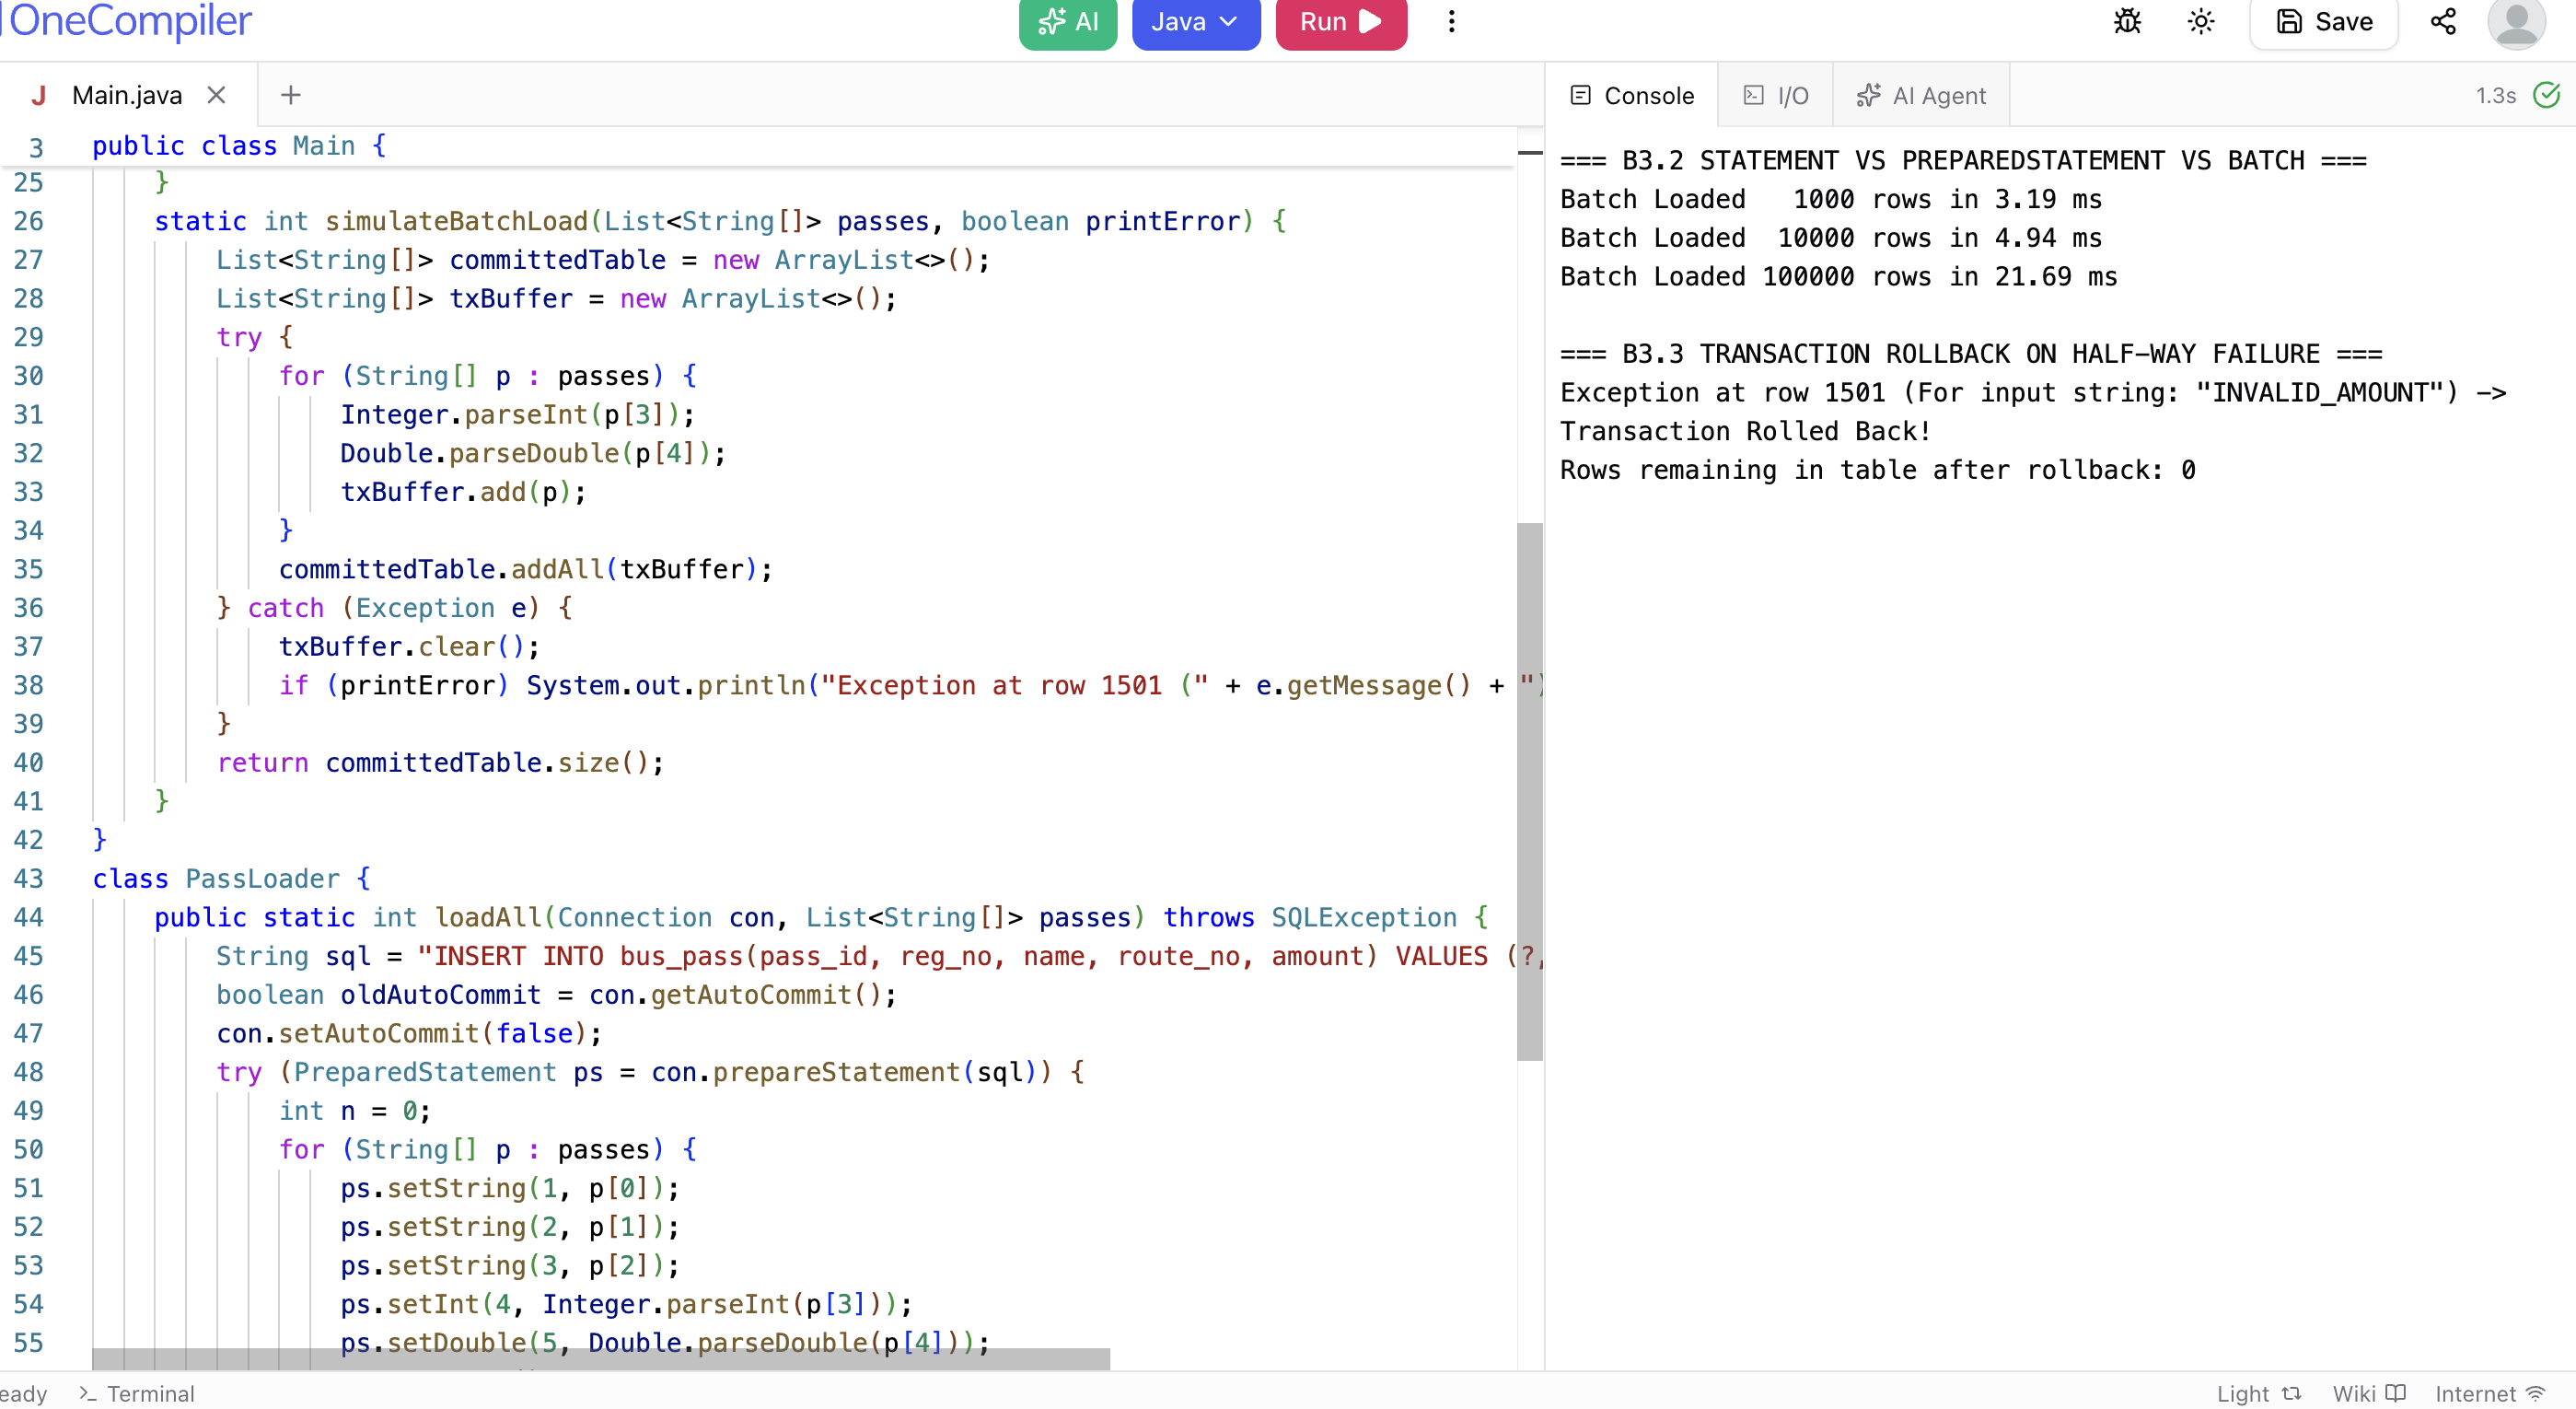 OneCompiler
AI
Java
Run
Save
J Main.java
Console
I/O
AI Agent
1.3s
3 public class Main {
25 }
26 static int simulateBatchLoad(List<String[]> passes, boolean printError) {
27 List<String[]> committedTable = new ArrayList<>();
28 List<String[]> txBuffer = new ArrayList<>();
29 try {
30 for (String[] p : passes) {
31 Integer.parseInt(p[3]);
32 Double.parseDouble(p[4]);
33 txBuffer.add(p);
34 }
35 committedTable.addAll(txBuffer);
36 } catch (Exception e) {
37 txBuffer.clear();
38 if (printError) System.out.println("Exception at row 1501 (" + e.getMessage() + ")
39 }
40 return committedTable.size();
41 }
42 }
43 class PassLoader {
44 public static int loadAll(Connection con, List<String[]> passes) throws SQLException {
45 String sql = "INSERT INTO bus_pass(pass_id, reg_no, name, route_no, amount) VALUES (?,
46 boolean oldAutoCommit = con.getAutoCommit();
47 con.setAutoCommit(false);
48 try (PreparedStatement ps = con.prepareStatement(sql)) {
49 int n = 0;
50 for (String[] p : passes) {
51 ps.setString(1, p[0]);
52 ps.setString(2, p[1]);
53 ps.setString(3, p[2]);
54 ps.setInt(4, Integer.parseInt(p[3]));
55 ps.setDouble(5, Double.parseDouble(p[4]));
=== B3.2 STATEMENT VS PREPAREDSTATEMENT VS BATCH ===
Batch Loaded   1000 rows in 3.19 ms
Batch Loaded  10000 rows in 4.94 ms
Batch Loaded 100000 rows in 21.69 ms
=== B3.3 TRANSACTION ROLLBACK ON HALF-WAY FAILURE ===
Exception at row 1501 (For input string: "INVALID_AMOUNT") ->
Transaction Rolled Back!
Rows remaining in table after rollback: 0
eady
Terminal
Light
Wiki
Internet